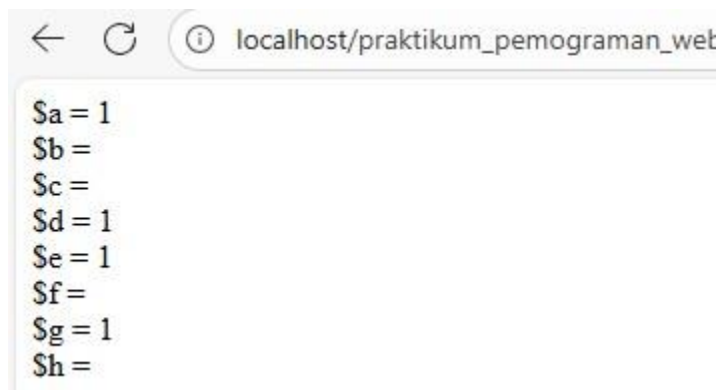 localhost/praktikum_pemograman_web
$a = 1
$b =
$c =
$d = 1
$e = 1
$f =
$g = 1
$h =